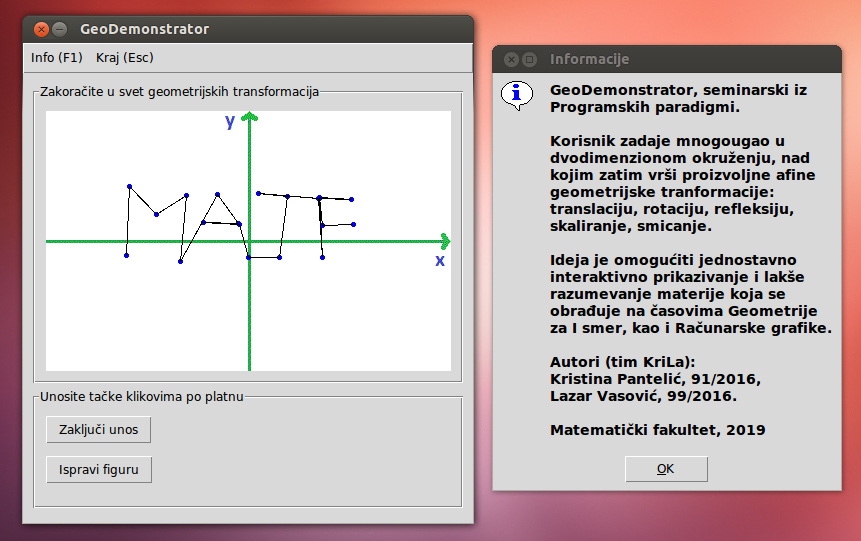 GeoDemonstrator
Info (F1) Kraj (Esc)
Zakoračite u svet geometrijskih transformacija
y
x
Unosite tačke klikovima po platnu
Zaključi unos
Ispravi figuru
Informacije
GeoDemonstrator, seminarski iz
Programskih paradigmi.
Korisnik zadaje mnogougao u
dvodimenzionom okruženju, nad
kojim zatim vrši proizvoljne afine
geometrijske tranformacije:
translaciju, rotaciju, refleksiju,
skaliranje, smicanje.
Ideja je omogućiti jednostavno
interaktivno prikazivanje i lakše
razumevanje materije koja se
obrađuje na časovima Geometrije
za I smer, kao i Računarske grafike.
Autori (tim KriLa):
Kristina Pantelić, 91/2016,
Lazar Vasović, 99/2016.
Matematički fakultet, 2019
OK